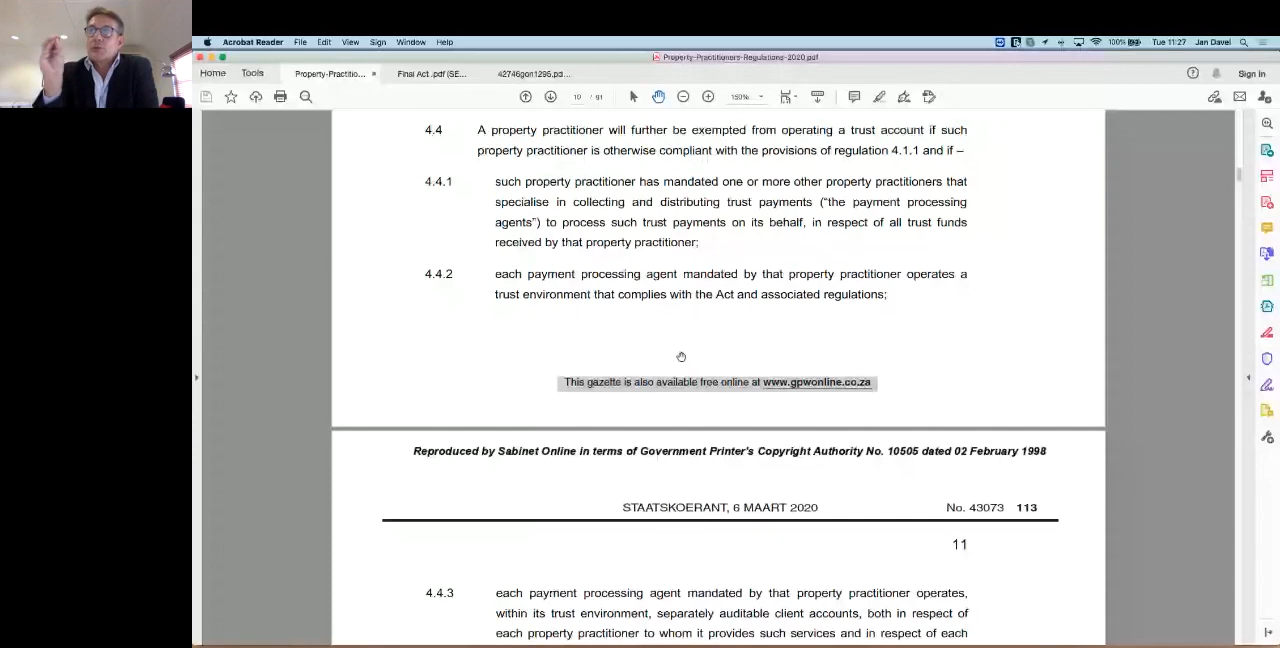 Acrobat Reader File Edit View Sign Window Help
100% Tue 11:27 Jan Davel
Property-Practitioners-Regulations-2020.pdf
Home Tools Property-Practitio... × Final Act .pdf (SE... 42746gon1295.pd... Sign In
/ 91 150%
4.4 A property practitioner will further be exempted from operating a trust account if such
property practitioner is otherwise compliant with the provisions of regulation 4.1.1 and if –
4.4.1 such property practitioner has mandated one or more other property practitioners that
specialise in collecting and distributing trust payments (“the payment processing
agents”) to process such trust payments on its behalf, in respect of all trust funds
received by that property practitioner;
4.4.2 each payment processing agent mandated by that property practitioner operates a
trust environment that complies with the Act and associated regulations;
This gazette is also available free online at www.gpwonline.co.za
Reproduced by Sabinet Online in terms of Government Printer’s Copyright Authority No. 10505 dated 02 February 1998
STAATSKOERANT, 6 MAART 2020 No. 43073 113
11
4.4.3 each payment processing agent mandated by that property practitioner operates,
within its trust environment, separately auditable client accounts, both in respect of
each property practitioner to whom it provides such services and in respect of each